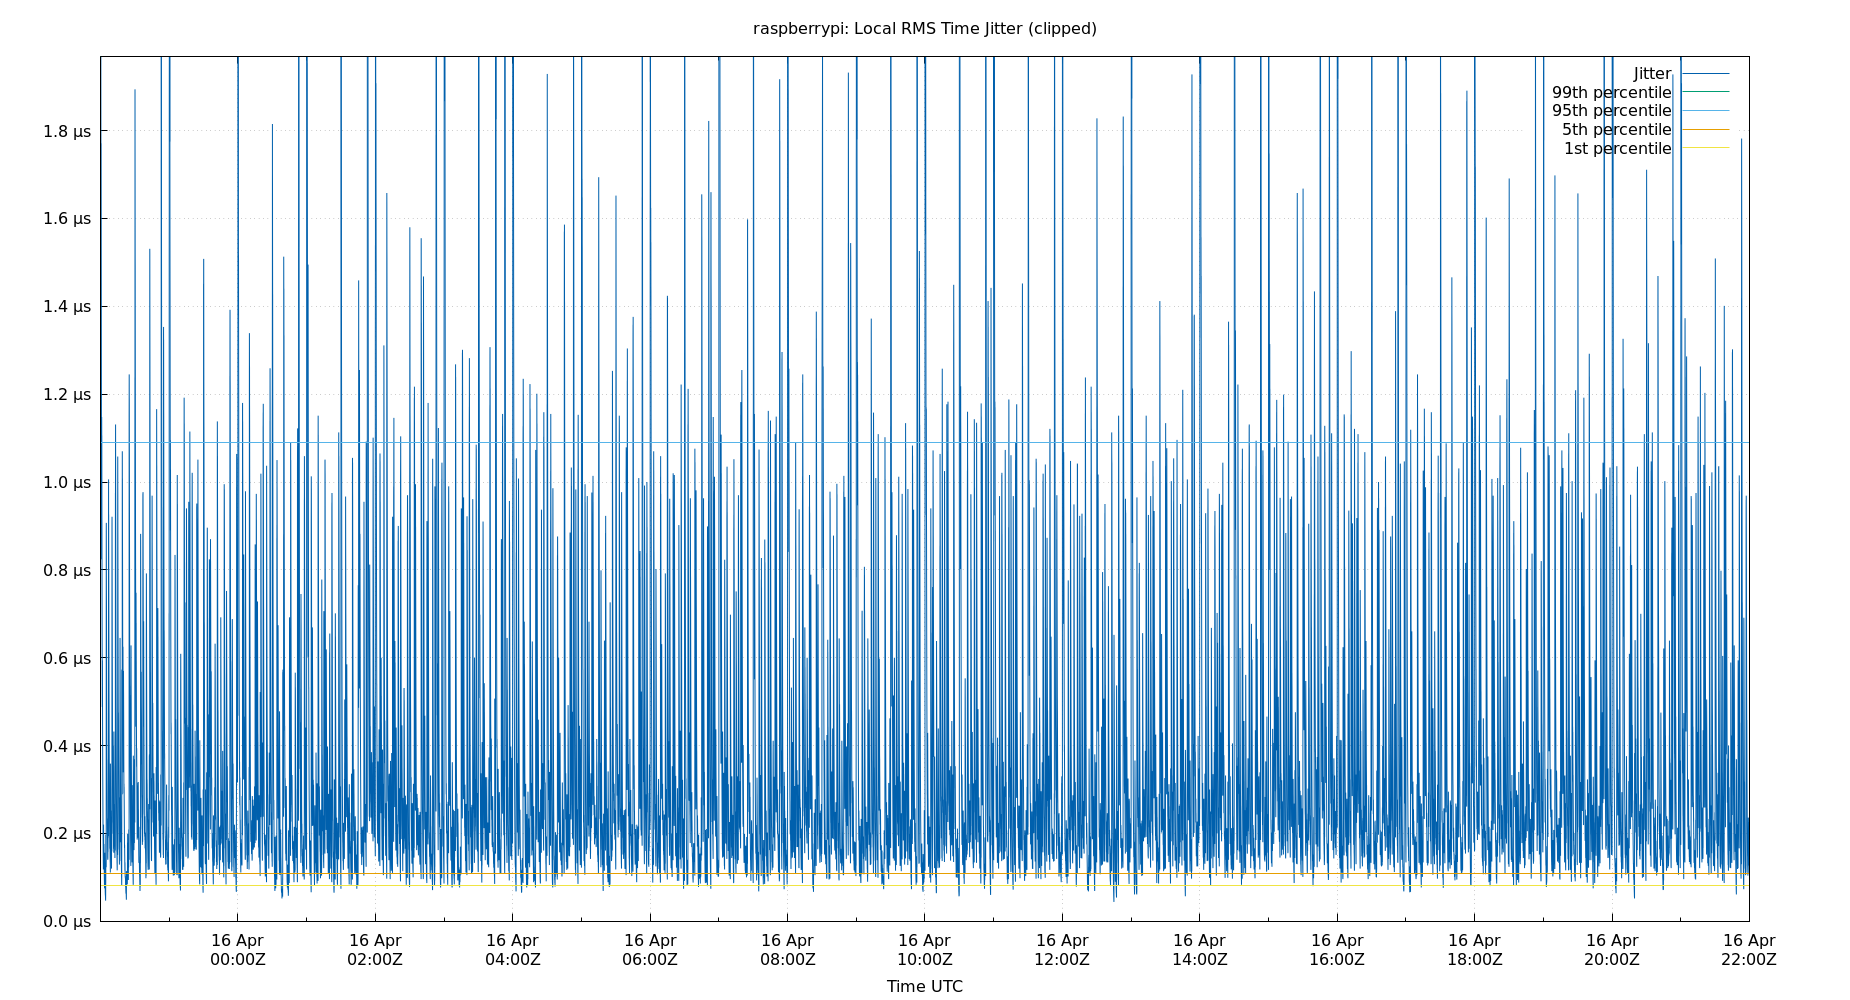 raspberrypi: Local RMS Time Jitter (clipped)
Jitter
99th percentile
95th percentile
5th percentile
1st percentile
1.8 µs
1.6 µs
1.4 µs
1.2 µs
1.0 µs
0.8 µs
0.6 µs
0.4 µs
0.2 µs
0.0 µs
16 Apr 16 Apr 16 Apr 16 Apr 16 Apr 16 Apr 16 Apr 16 Apr 16 Apr 16 Apr 16 Apr 16 Apr
00:00Z 02:00Z 04:00Z 06:00Z 08:00Z 10:00Z 12:00Z 14:00Z 16:00Z 18:00Z 20:00Z 22:00Z
Time UTC